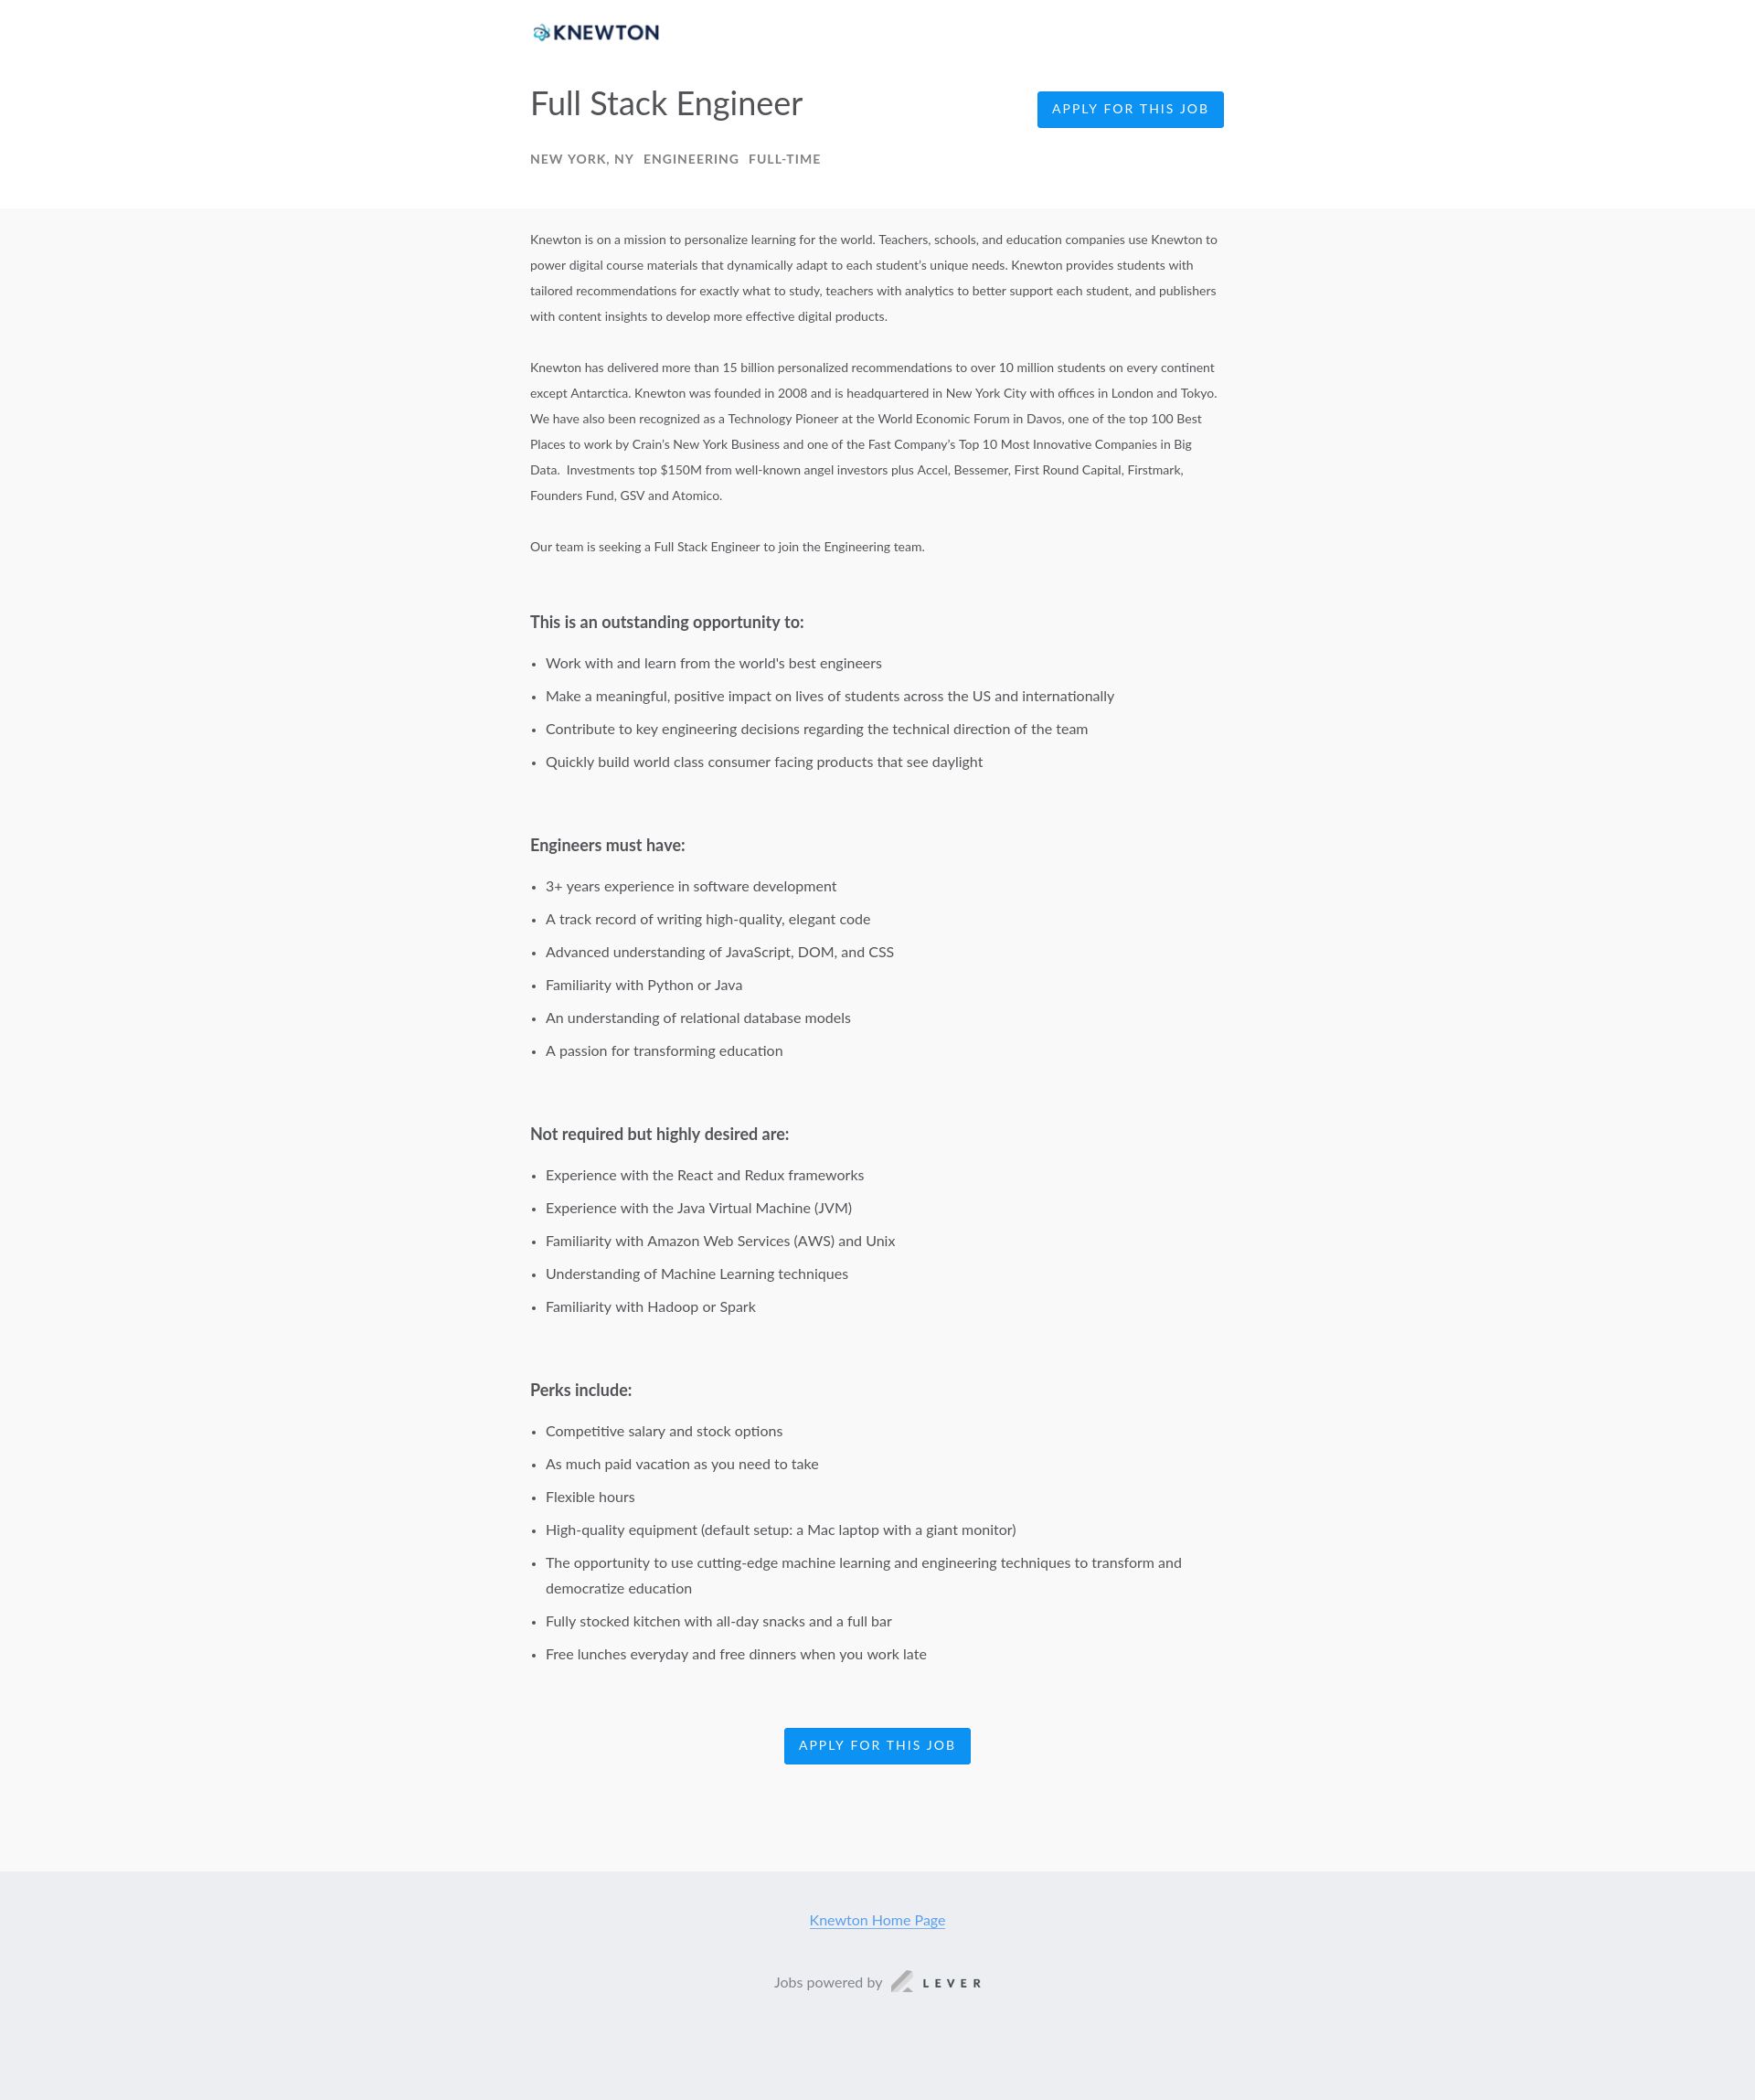 KNEWTON
Full Stack Engineer
APPLY FOR THIS JOB
NEW YORK, NY ENGINEERING FULL-TIME
Knewton is on a mission to personalize learning for the world. Teachers, schools, and education companies use Knewton to
power digital course materials that dynamically adapt to each student’s unique needs. Knewton provides students with
tailored recommendations for exactly what to study, teachers with analytics to better support each student, and publishers
with content insights to develop more effective digital products.
Knewton has delivered more than 15 billion personalized recommendations to over 10 million students on every continent
except Antarctica. Knewton was founded in 2008 and is headquartered in New York City with offices in London and Tokyo.
We have also been recognized as a Technology Pioneer at the World Economic Forum in Davos, one of the top 100 Best
Places to work by Crain’s New York Business and one of the Fast Company’s Top 10 Most Innovative Companies in Big
Data. Investments top $150M from well-known angel investors plus Accel, Bessemer, First Round Capital, Firstmark,
Founders Fund, GSV and Atomico.
Our team is seeking a Full Stack Engineer to join the Engineering team.
This is an outstanding opportunity to:
• Work with and learn from the world's best engineers
• Make a meaningful, positive impact on lives of students across the US and internationally
• Contribute to key engineering decisions regarding the technical direction of the team
• Quickly build world class consumer facing products that see daylight
Engineers must have:
• 3+ years experience in software development
• A track record of writing high-quality, elegant code
• Advanced understanding of JavaScript, DOM, and CSS
• Familiarity with Python or Java
• An understanding of relational database models
• A passion for transforming education
Not required but highly desired are:
• Experience with the React and Redux frameworks
• Experience with the Java Virtual Machine (JVM)
• Familiarity with Amazon Web Services (AWS) and Unix
• Understanding of Machine Learning techniques
• Familiarity with Hadoop or Spark
Perks include:
• Competitive salary and stock options
• As much paid vacation as you need to take
• Flexible hours
• High-quality equipment (default setup: a Mac laptop with a giant monitor)
• The opportunity to use cutting-edge machine learning and engineering techniques to transform and
democratize education
• Fully stocked kitchen with all-day snacks and a full bar
• Free lunches everyday and free dinners when you work late
APPLY FOR THIS JOB
Knewton Home Page
Jobs powered by LEVER